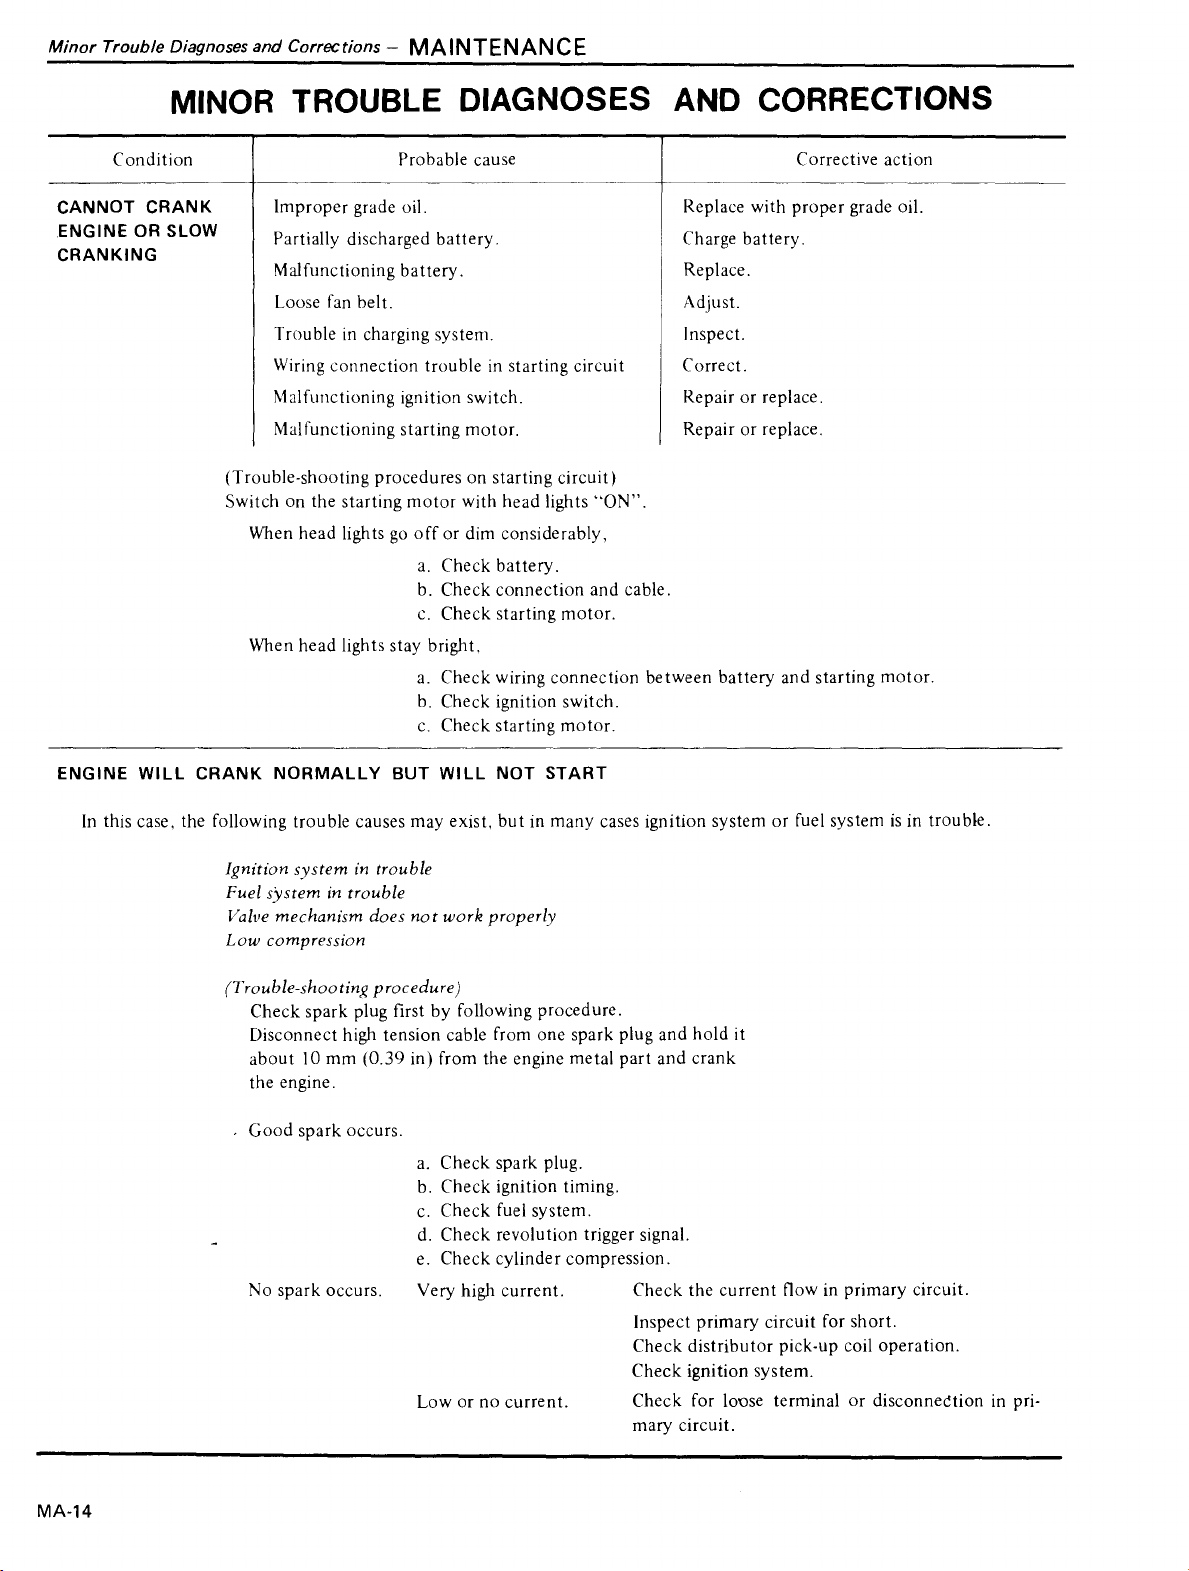 Minor Trouble Diagnoses and Corrections – MAINTENANCE
MINOR TROUBLE DIAGNOSES AND CORRECTIONS
Condition Probable cause Corrective action
CANNOT CRANK Improper grade oil. Replace with proper grade oil.
ENGINE OR SLOW Partially discharged battery. Charge battery.
CRANKING
Malfunctioning battery. Replace.
Loose fan belt. Adjust.
Trouble in charging system. Inspect.
Wiring connection trouble in starting circuit Correct.
Malfunctioning ignition switch. Repair or replace.
Malfunctioning starting motor. Repair or replace.
(Trouble-shooting procedures on starting circuit)
Switch on the starting motor with head lights “ON”.
When head lights go off or dim considerably,
a. Check battery.
b. Check connection and cable.
c. Check starting motor.
When head lights stay bright,
a. Check wiring connection between battery and starting motor.
b. Check ignition switch.
c. Check starting motor.
ENGINE WILL CRANK NORMALLY BUT WILL NOT START
In this case, the following trouble causes may exist, but in many cases ignition system or fuel system is in trouble.
Ignition system in trouble
Fuel system in trouble
Valve mechanism does not work properly
Low compression
(Trouble-shooting procedure)
Check spark plug first by following procedure.
Disconnect high tension cable from one spark plug and hold it
about 10 mm (0.39 in) from the engine metal part and crank
the engine.
Good spark occurs.
a. Check spark plug.
b. Check ignition timing.
c. Check fuel system.
d. Check revolution trigger signal.
e. Check cylinder compression.
No spark occurs. Very high current. Check the current flow in primary circuit.
Inspect primary circuit for short.
Check distributor pick-up coil operation.
Check ignition system.
Low or no current. Check for loose terminal or disconnection in pri-
mary circuit.
MA-14